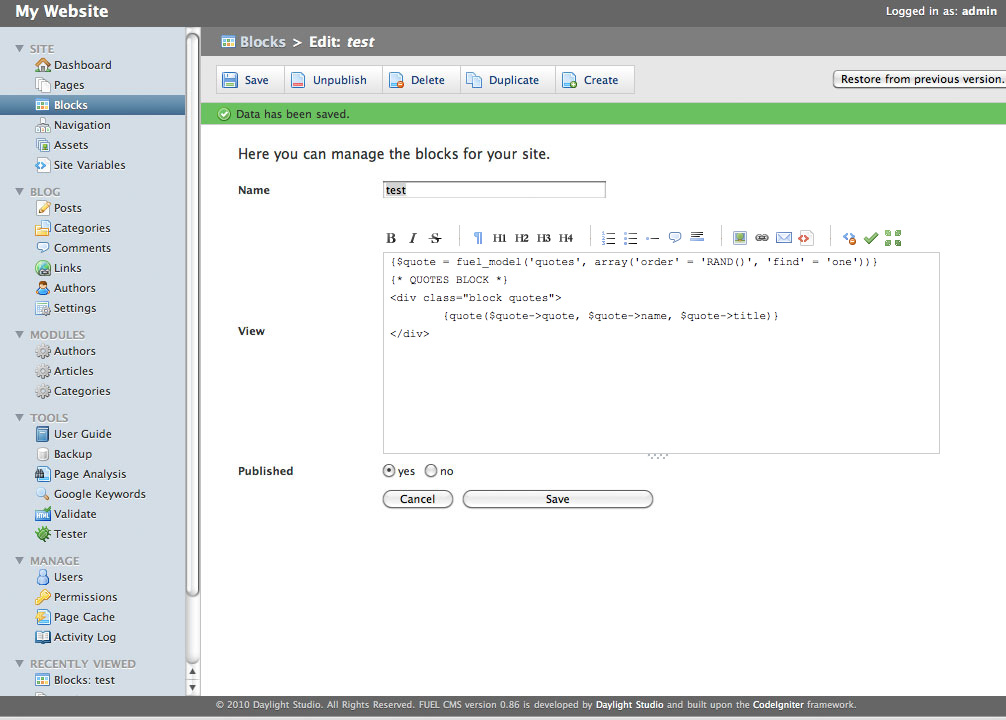 My Website
Logged in as: admin
SITE
Dashboard
Pages
Blocks
Navigation
Assets
Site Variables
BLOG
Posts
Categories
Comments
Links
Authors
Settings
MODULES
Authors
Articles
Categories
TOOLS
User Guide
Backup
Page Analysis
Google Keywords
Validate
Tester
MANAGE
Users
Permissions
Page Cache
Activity Log
RECENTLY VIEWED
Blocks: test
Blocks > Edit: test
Save Unpublish Delete Duplicate Create Restore from previous version.
Data has been saved.
Here you can manage the blocks for your site.
Name test
B I S ¶ H1 H2 H3 H4
View
{$quote = fuel_model('quotes', array('order' = 'RAND()', 'find' = 'one'))}
{* QUOTES BLOCK *}
<div class="block quotes">
{quote($quote->quote, $quote->name, $quote->title)}
</div>
Published yes no
Cancel Save
© 2010 Daylight Studio. All Rights Reserved. FUEL CMS version 0.86 is developed by Daylight Studio and built upon the CodeIgniter framework.